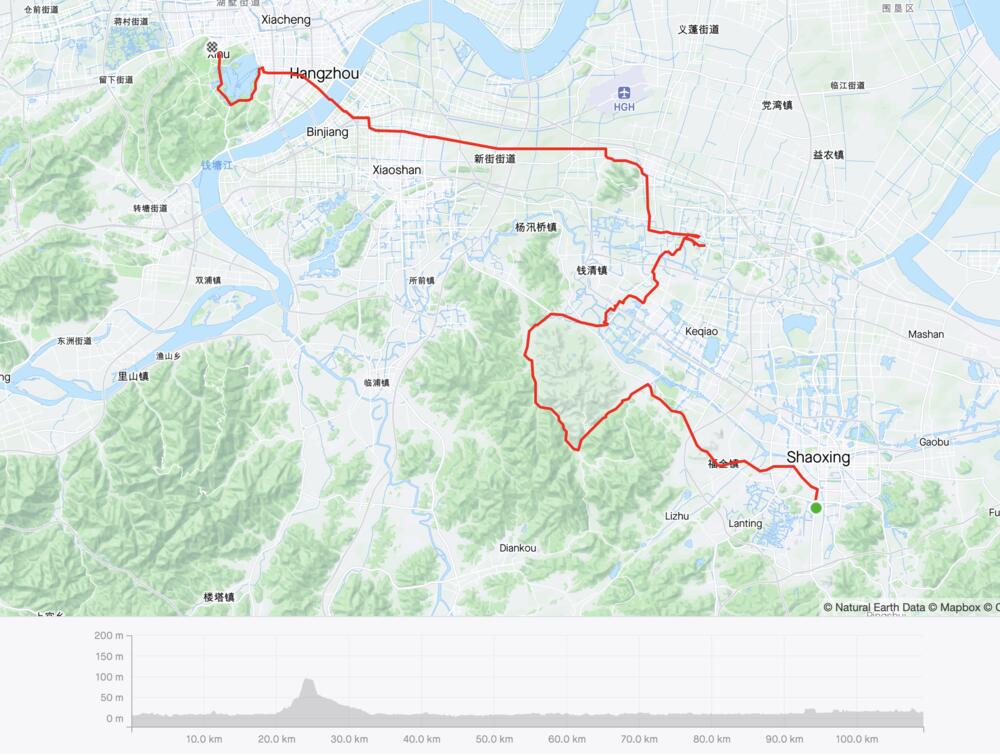 仓前街道
Xiacheng
围垦区
蒋村街道
义蓬街道
留下街道
Hangzhou
临江街道
HGH
党湾镇
Binjiang
新街街道
益农镇
钱塘江
Xiaoshan
转塘街道
杨汛桥镇
双浦镇
所前镇
钱清镇
Keqiao
Mashan
东洲街道
渔山乡
里山镇
临浦镇
ng
Gaobu
Shaoxing
福全镇
Lizhu
Lanting
Fu
Diankou
楼塔镇
© Natural Earth Data © Mapbox ©
200 m
150 m
100 m
50 m
0 m
10.0 km
20.0 km
30.0 km
40.0 km
50.0 km
60.0 km
70.0 km
80.0 km
90.0 km
100.0 km